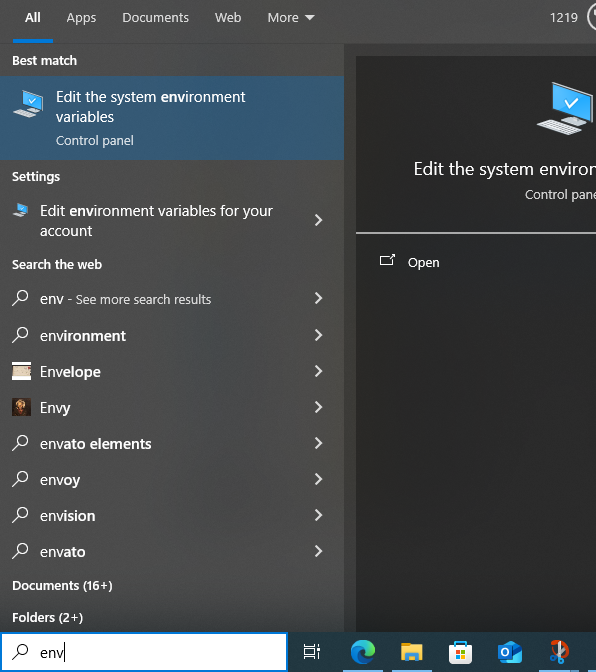 All Apps Documents Web More 1219
Best match
Edit the system environment
variables
Control panel
Edit the system environ
Control pane
Open
Settings
Edit environment variables for your
account
Search the web
env - See more search results
environment
Envelope
Envy
envato elements
envoy
envision
envato
Documents (16+)
Folders (2+)
env